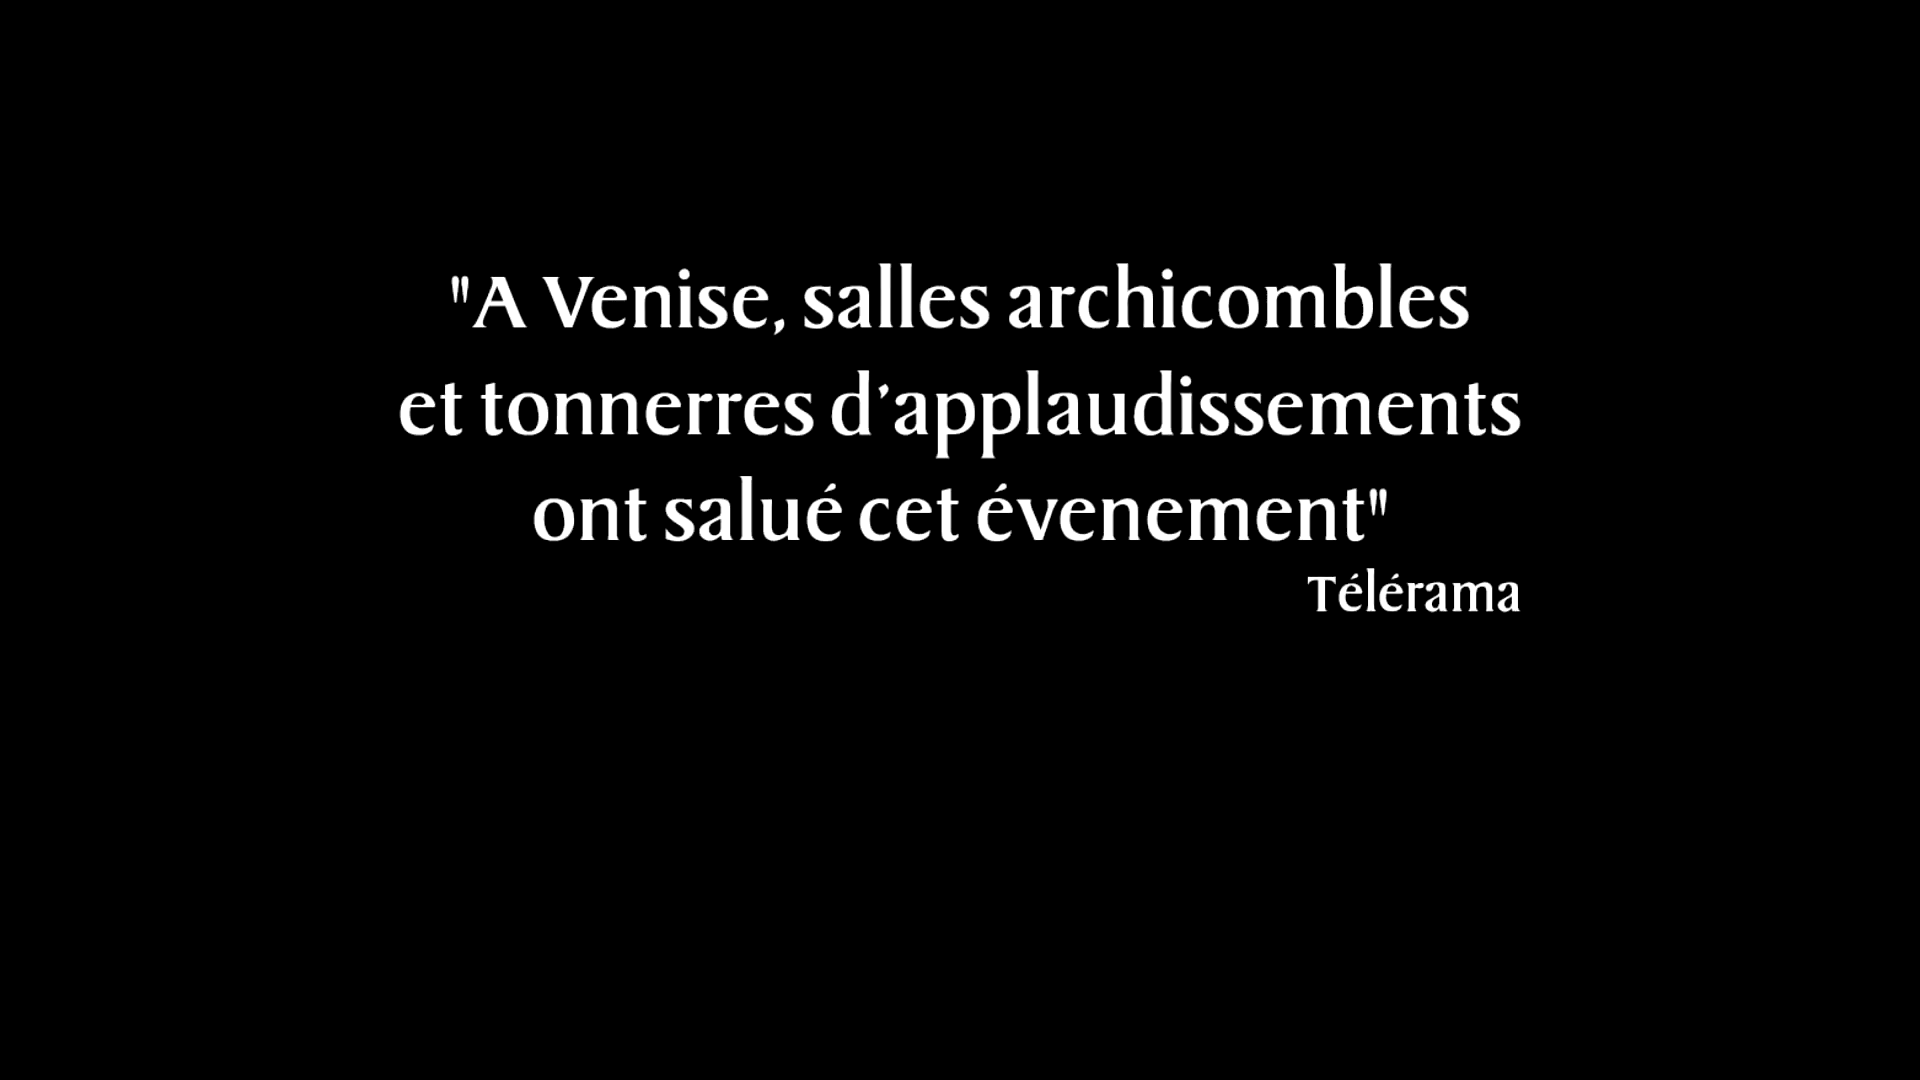 "A Venise, salles archicombles
et tonnerres d’applaudissements
ont salué cet évenement"
Télérama